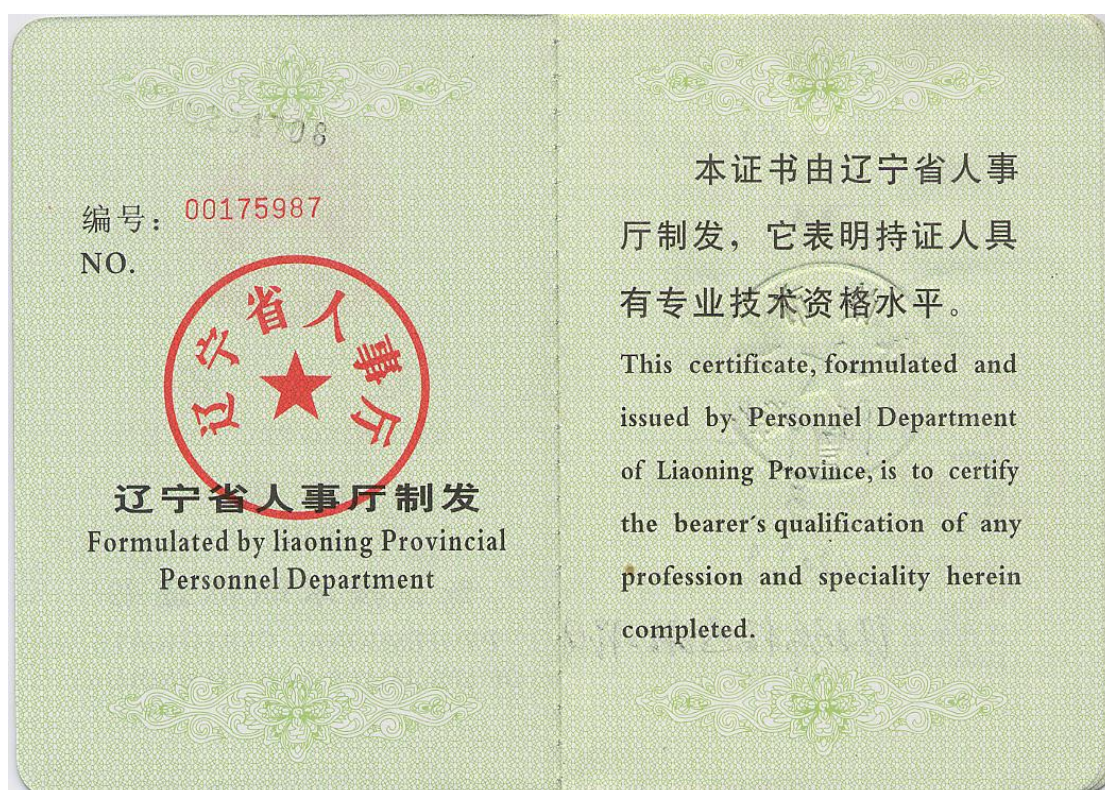 编号：00175987
NO.
辽宁省人事厅
辽宁省人事厅制发
Formulated by liaoning Provincial
Personnel Department
本证书由辽宁省人事
厅制发，它表明持证人具
有专业技术资格水平。
This certificate, formulated and
issued by Personnel Department
of Liaoning Province, is to certify
the bearer's qualification of any
profession and speciality herein
completed.